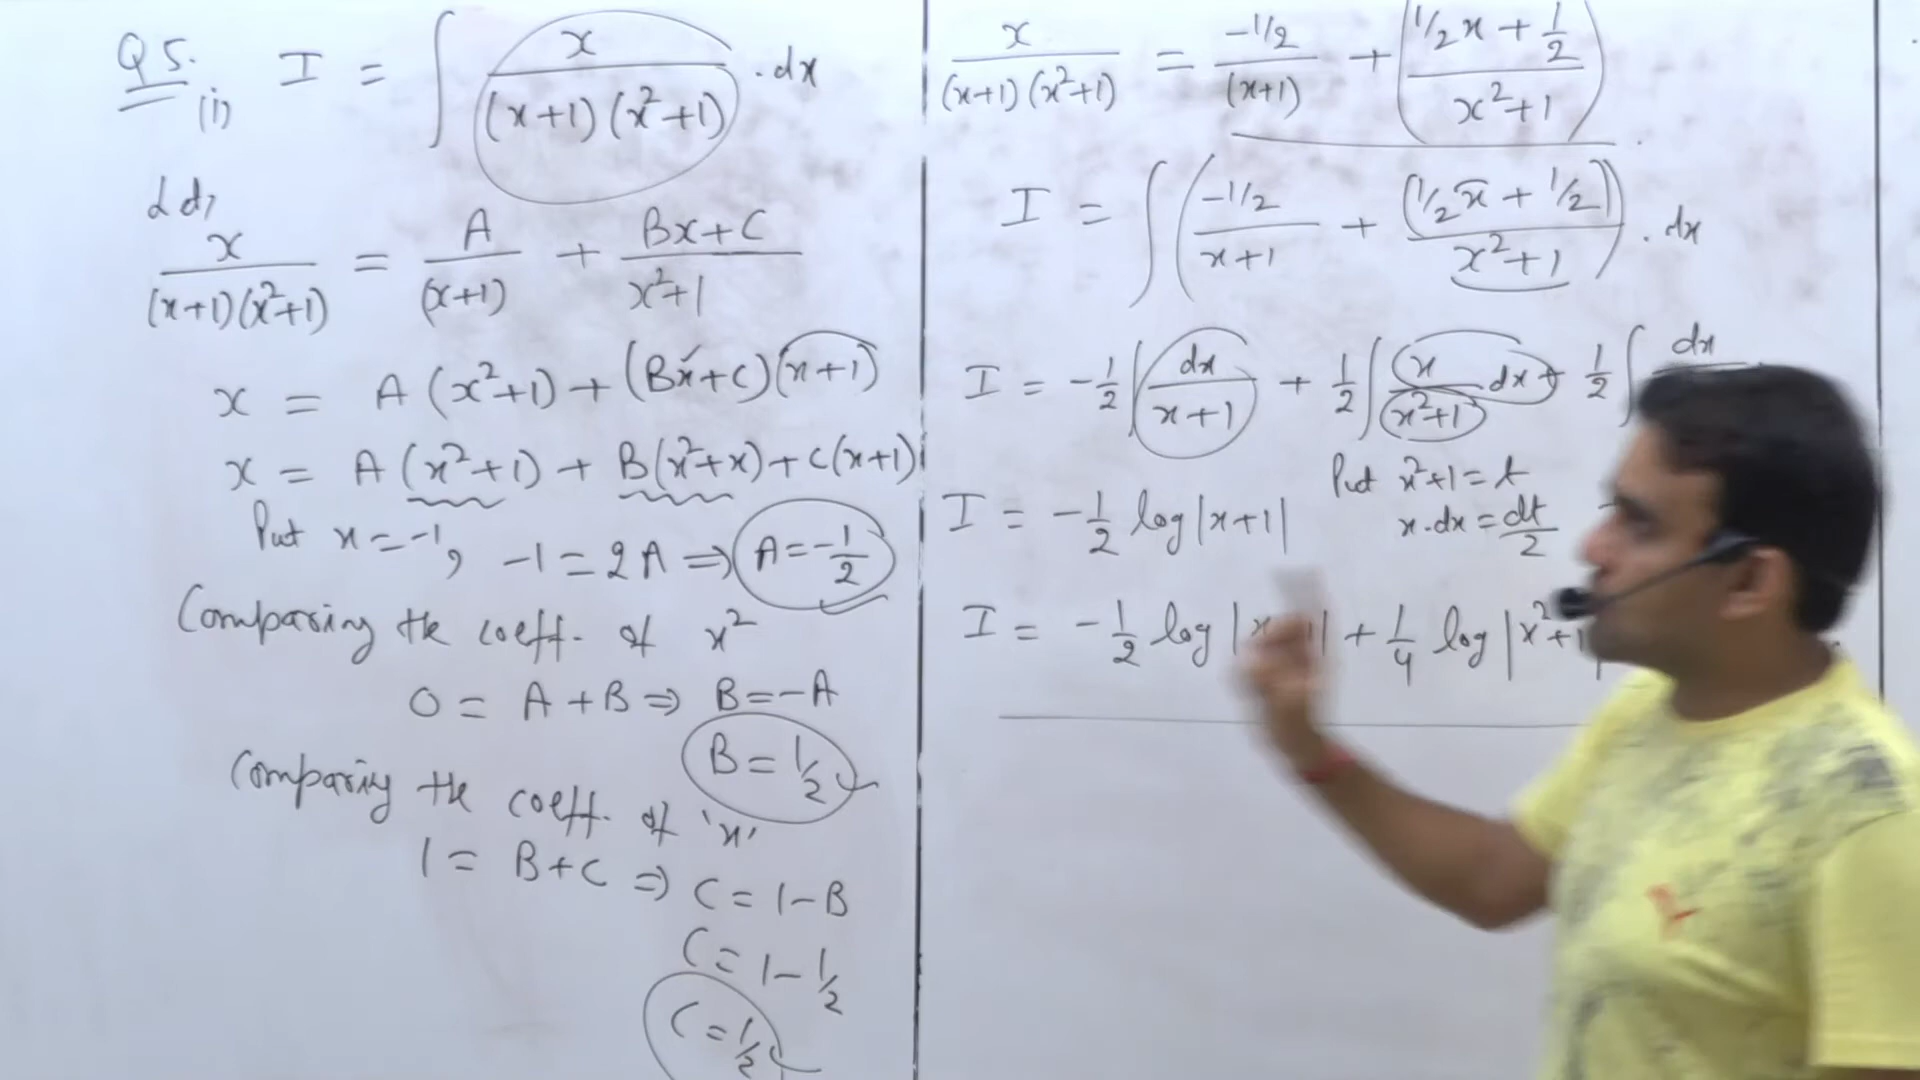 Q5. (i) I = ∫ x / (x+1)(x²+1) .dx
Let,
x / (x+1)(x²+1) = A / (x+1) + Bx+C / x²+1
x = A(x²+1) + (Bx+C)(x+1)
x = A(x²+1) + B(x²+x) + C(x+1)
Put x = -1, -1 = 2A ⇒ A = -1/2
Comparing the coeff. of x²
0 = A+B ⇒ B = -A
B = 1/2
Comparing the coeff. of 'x'
1 = B+C ⇒ C = 1-B
C = 1 - 1/2
C = 1/2
x / (x+1)(x²+1) = -1/2 / (x+1) + (1/2 x + 1/2 / x²+1)
I = ∫ (-1/2 / x+1 + (1/2 x + 1/2) / x²+1) .dx
I = -1/2 ∫ dx / x+1 + 1/2 ∫ x / x²+1 dx + 1/2 ∫ dx
Put x²+1 = t
x.dx = dt/2
I = -1/2 log|x+1|
I = -1/2 log|x | + 1/4 log|x²+1